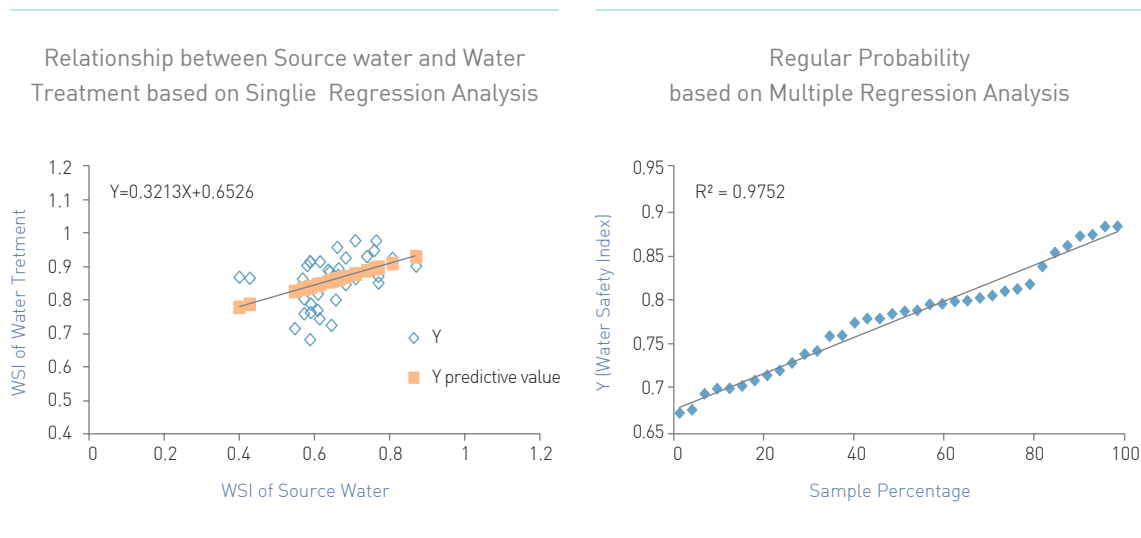 Relationship between Source water and Water
Treatment based on Singlie Regression Analysis
WSI of Water Tretment
1.2
1.1
1
0.9
0.8
0.7
0.6
0.5
0.4
Y=0.3213X+0.6526
Y
Y predictive value
0
0.2
0.4
0.6
0.8
1
1.2
WSI of Source Water
Regular Probability
based on Multiple Regression Analysis
Y (Water Safety Index)
0.95
0.9
0.85
0.8
0.75
0.7
0.65
R² = 0.9752
0
20
40
60
80
100
Sample Percentage